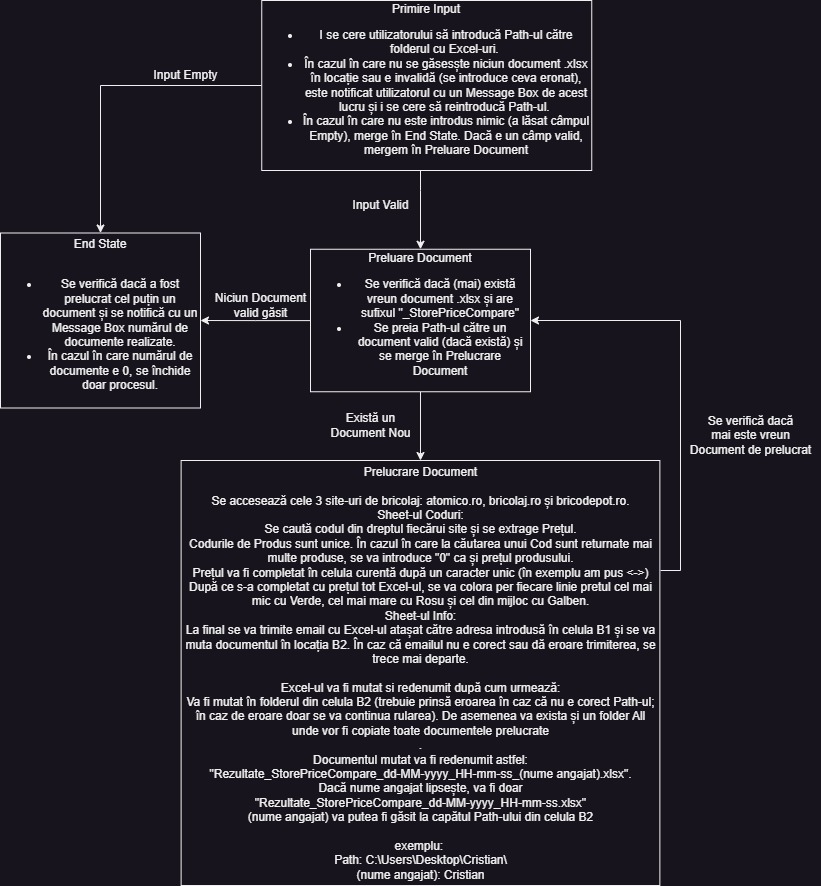 Primire Input
I se cere utilizatorului să introducă Path-ul către
folderul cu Excel-uri.
În cazul în care nu se găsesște niciun document .xlsx
în locație sau e invalidă (se introduce ceva eronat),
este notificat utilizatorul cu un Message Box de acest
lucru și i se cere să reintroducă Path-ul.
În cazul în care nu este introdus nimic (a lăsat câmpul
Empty), merge în End State. Dacă e un câmp valid,
mergem în Preluare Document
Input Empty
Input Valid
End State
Se verifică dacă a fost
prelucrat cel puțin un
document și se notifică cu un
Message Box numărul de
documente realizate.
În cazul în care numărul de
documente e 0, se închide
doar procesul.
Niciun Document
valid găsit
Preluare Document
Se verifică dacă (mai) există
vreun document .xlsx și are
sufixul "_StorePriceCompare"
Se preia Path-ul către un
document valid (dacă există) și
se merge în Prelucrare
Document
Există un
Document Nou
Se verifică dacă
mai este vreun
Document de prelucrat
Prelucrare Document
Se accesează cele 3 site-uri de bricolaj: atomico.ro, bricolaj.ro și bricodepot.ro.
Sheet-ul Coduri:
Se caută codul din dreptul fiecărui site și se extrage Prețul.
Codurile de Produs sunt unice. În cazul în care la căutarea unui Cod sunt returnate mai
multe produse, se va introduce "0" ca și prețul produsului.
Prețul va fi completat în celula curentă după un caracter unic (în exemplu am pus <->)
După ce s-a completat cu prețul tot Excel-ul, se va colora per fiecare linie pretul cel mai
mic cu Verde, cel mai mare cu Rosu și cel din mijloc cu Galben.
Sheet-ul Info:
La final se va trimite email cu Excel-ul atașat către adresa introdusă în celula B1 și se va
muta documentul în locația B2. În caz că emailul nu e corect sau dă eroare trimiterea, se
trece mai departe.
Excel-ul va fi mutat si redenumit după cum urmează:
Va fi mutat în folderul din celula B2 (trebuie prinsă eroarea în caz că nu e corect Path-ul;
în caz de eroare doar se va continua rularea). De asemenea va exista și un folder All
unde vor fi copiate toate documentele prelucrate
.
Documentul mutat va fi redenumit astfel:
"Rezultate_StorePriceCompare_dd-MM-yyyy_HH-mm-ss_(nume angajat).xlsx".
Dacă nume angajat lipsește, va fi doar
"Rezultate_StorePriceCompare_dd-MM-yyyy_HH-mm-ss.xlsx"
(nume angajat) va putea fi găsit la capătul Path-ului din celula B2
exemplu:
Path: C:\Users\Desktop\Cristian\
(nume angajat): Cristian